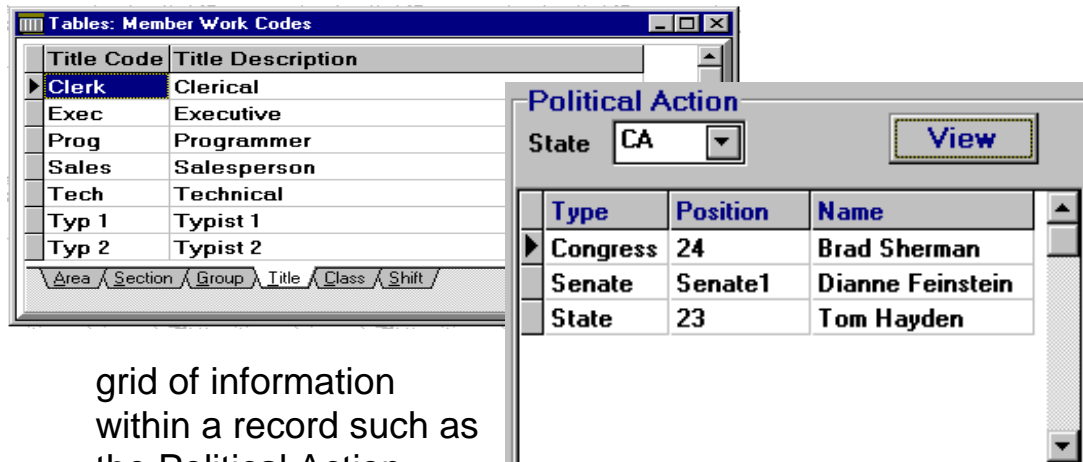 Tables: Member Work Codes
Title Code Title Description
Clerk Clerical
Exec Executive
Prog Programmer
Sales Salesperson
Tech Technical
Typ 1 Typist 1
Typ 2 Typist 2
Area Section Group Title Class Shift
Political Action
State CA View
Type Position Name
Congress 24 Brad Sherman
Senate Senate1 Dianne Feinstein
State 23 Tom Hayden
grid of information
within a record such as
the Political Action